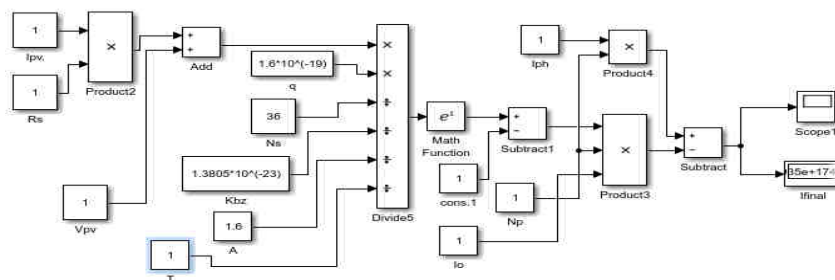 1
Ipv.
×
Product2
1
Rs
+
+
Add
1.6*10^(-19)
q
36
Ns
1.3805*10^(-23)
Kbz
1
Vpv
1.6
A
1
T
×
×
÷
÷
÷
÷
Divide5
e^
Math
Function
1
cons.1
+
−
Subtract1
1
Iph
×
Product4
1
Np
×
Product3
1
Io
+
−
Subtract
Scope1
35e+174
Ifinal